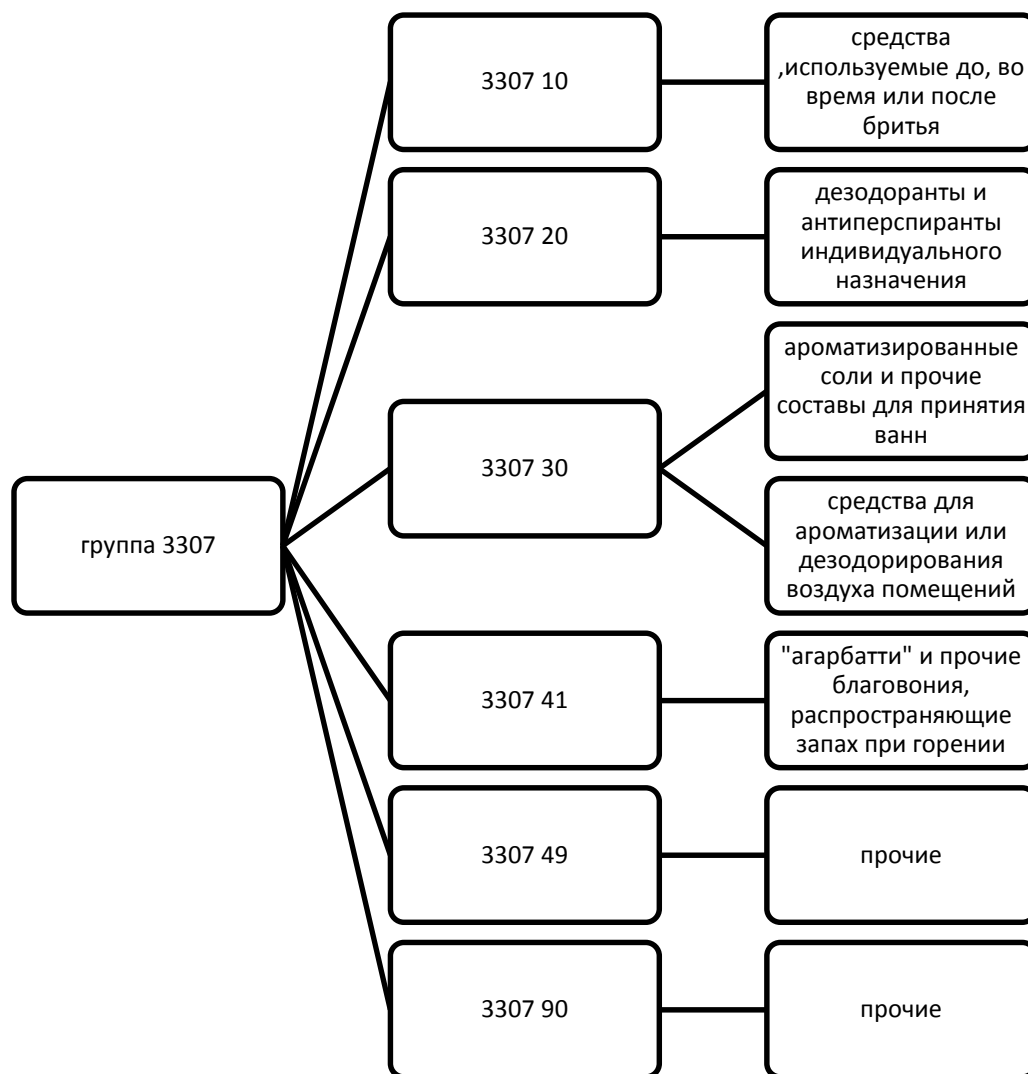 группа 3307
3307 10
средства
,используемые до, во
время или после
бритья
3307 20
дезодоранты и
антиперспиранты
индивидуального
назначения
3307 30
ароматизированные
соли и прочие
составы для принятия
ванн
средства для
ароматизации или
дезодорирования
воздуха помещений
3307 41
"агарбатти" и прочие
благовония,
распространяющие
запах при горении
3307 49
прочие
3307 90
прочие